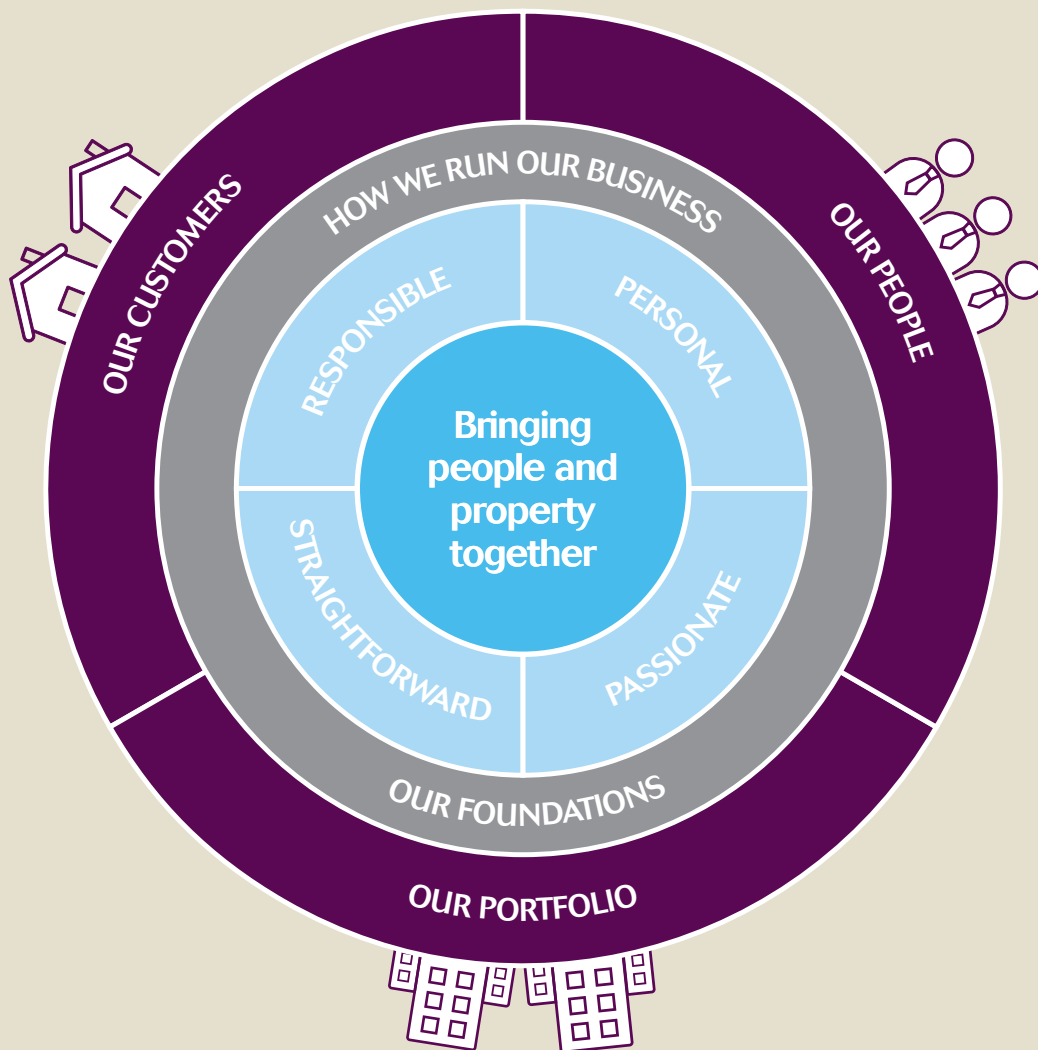 HOW WE RUN OUR BUSINESS
OUR CUSTOMERS
OUR PEOPLE
RESPONSIBLE
PERSONAL
Bringing
people and
property
together
STRAIGHTFORWARD
PASSIONATE
OUR FOUNDATIONS
OUR PORTFOLIO